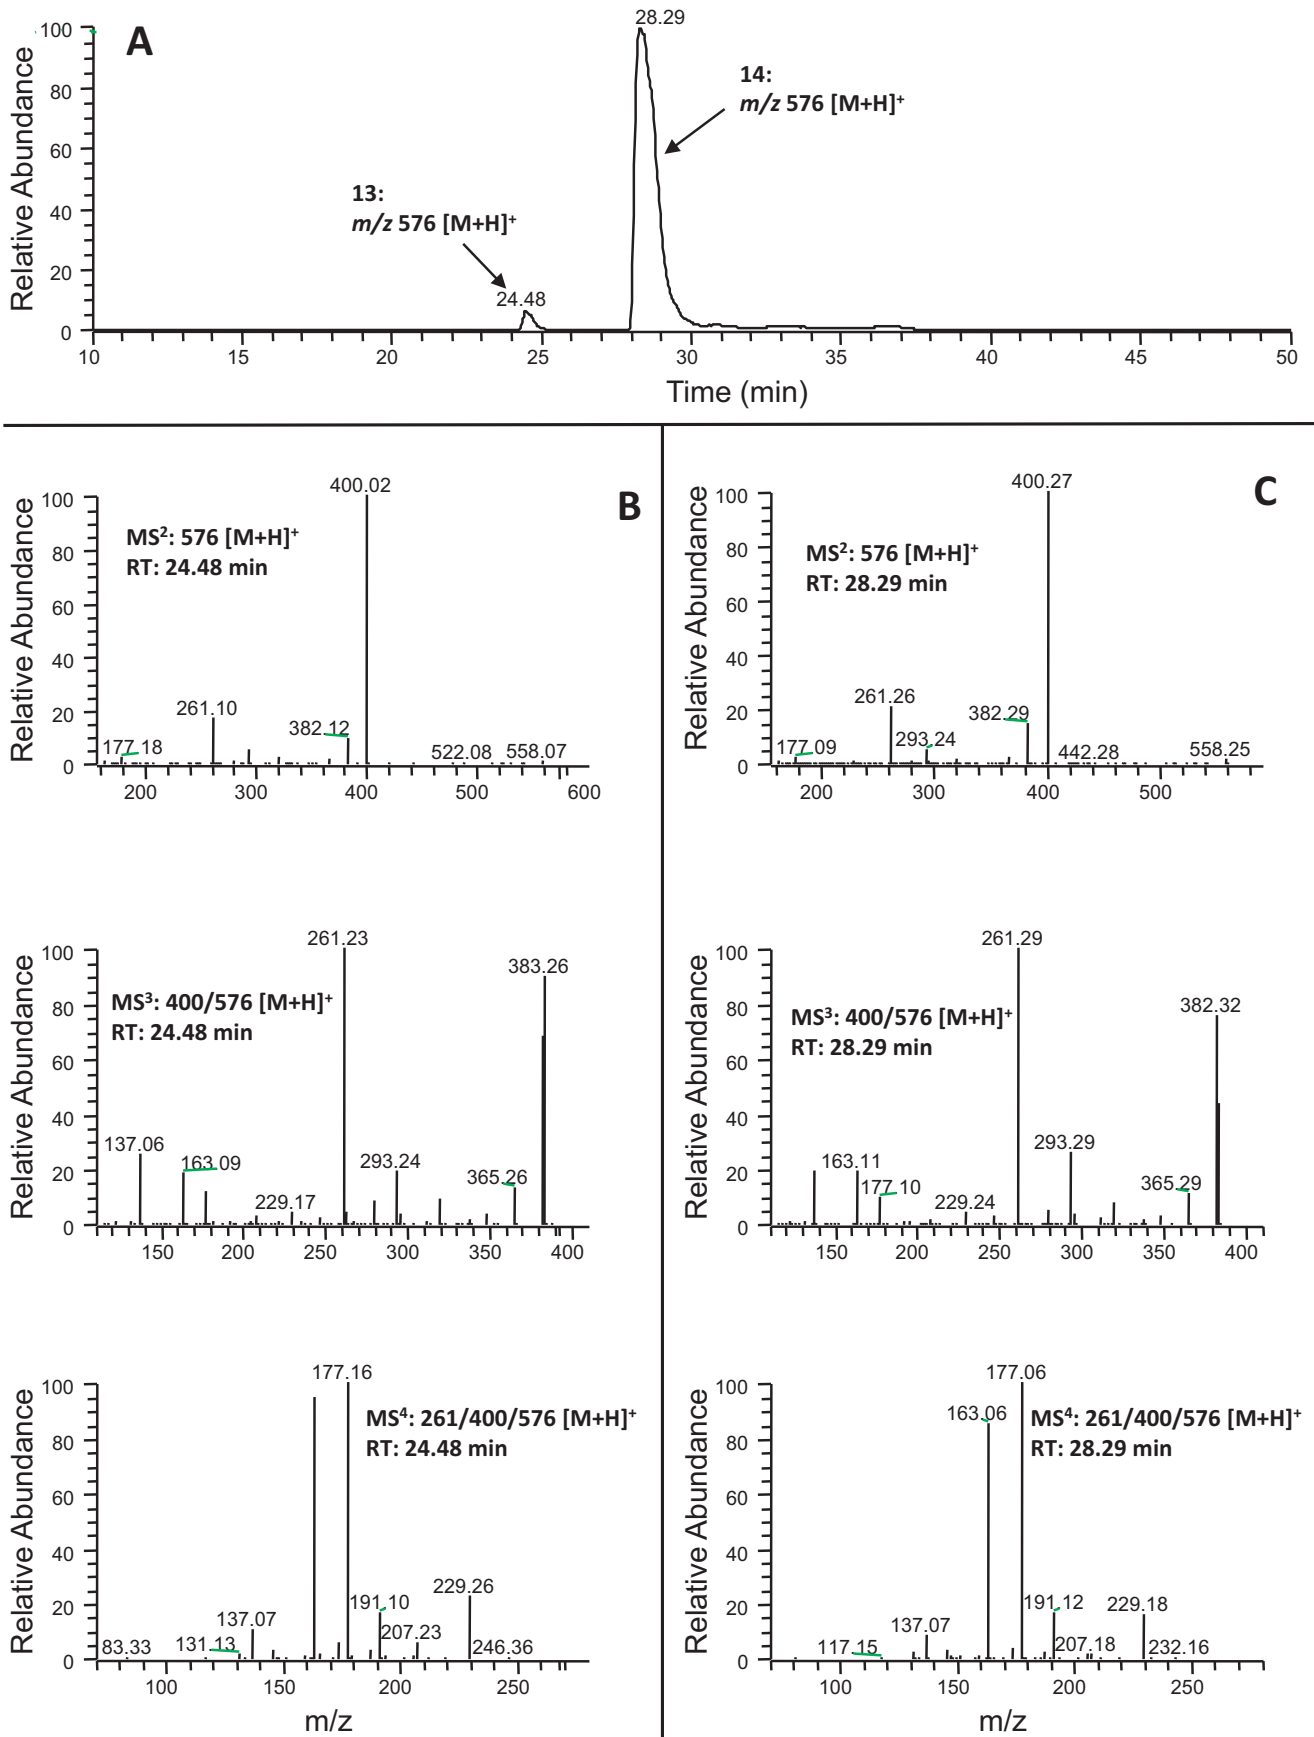 A
Relative Abundance
100
80
60
40
20
0
28.29
14:
m/z 576 [M+H]+
13:
m/z 576 [M+H]+
24.48
10 15 20 25 30 35 40 45 50
Time (min)
B
Relative Abundance
100
80
60
40
20
0
MS2: 576 [M+H]+
RT: 24.48 min
400.02
261.10
382.12
177.18
522.08 558.07
200 300 400 500 600
C
Relative Abundance
100
80
60
40
20
0
MS2: 576 [M+H]+
RT: 28.29 min
400.27
261.26
382.29
177.09
293.24
442.28
558.25
200 300 400 500
Relative Abundance
100
80
60
40
20
0
MS3: 400/576 [M+H]+
RT: 24.48 min
261.23
383.26
137.06
163.09
293.24
365.26
229.17
150 200 250 300 350 400
Relative Abundance
100
80
60
40
20
0
MS3: 400/576 [M+H]+
RT: 28.29 min
261.29
382.32
293.29
163.11
177.10
365.29
229.24
150 200 250 300 350 400
Relative Abundance
100
80
60
40
20
0
MS4: 261/400/576 [M+H]+
RT: 24.48 min
177.16
229.26
191.10
137.07
207.23
83.33
131.13
246.36
100 150 200 250
m/z
Relative Abundance
100
80
60
40
20
0
MS4: 261/400/576 [M+H]+
RT: 28.29 min
177.06
163.06
191.12
229.18
137.07
117.15
207.18
232.16
100 150 200 250
m/z